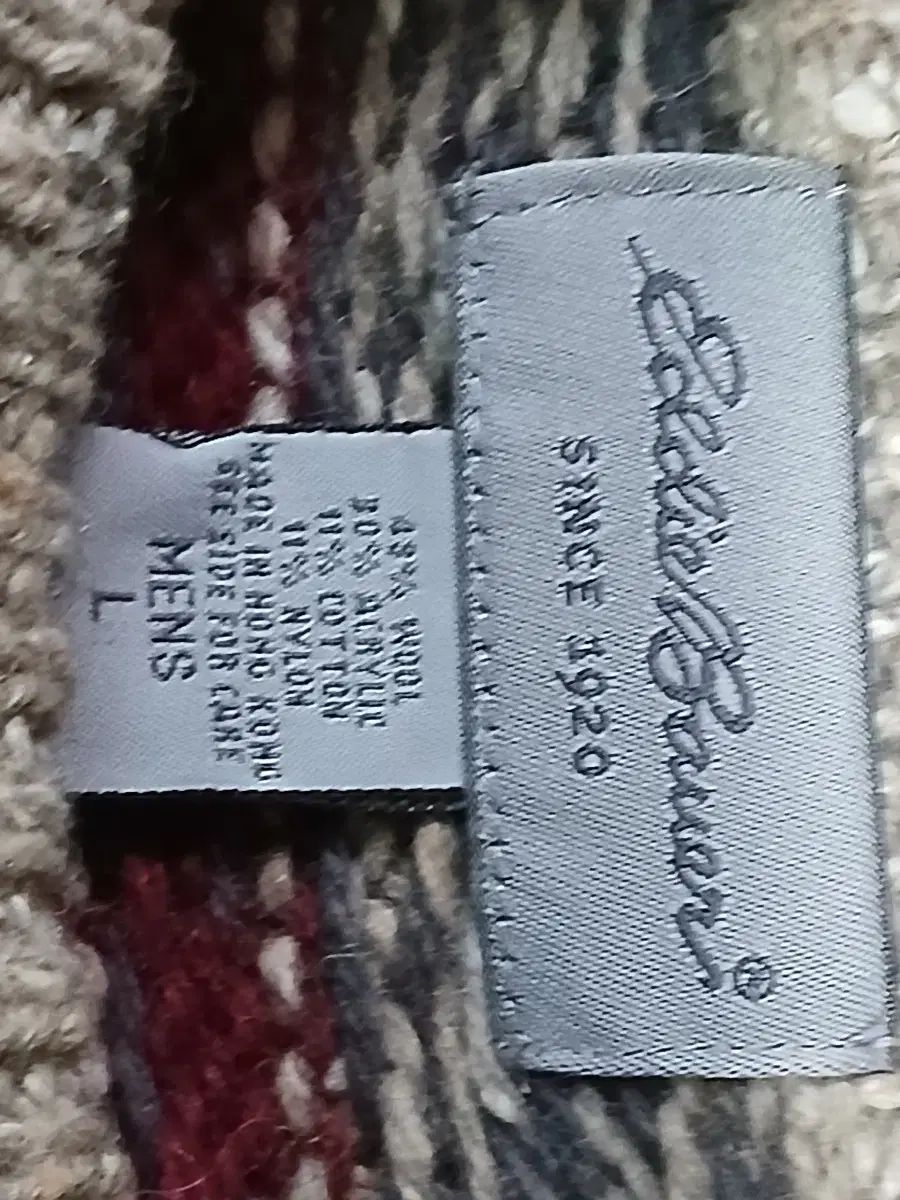 Eddie Bauer®
SINCE 1920
48% WOOL
30% ACRYLIC
11% COTTON
11% NYLON
MADE IN HONG KONG
SEE SIDE FOR CARE
MENS
L